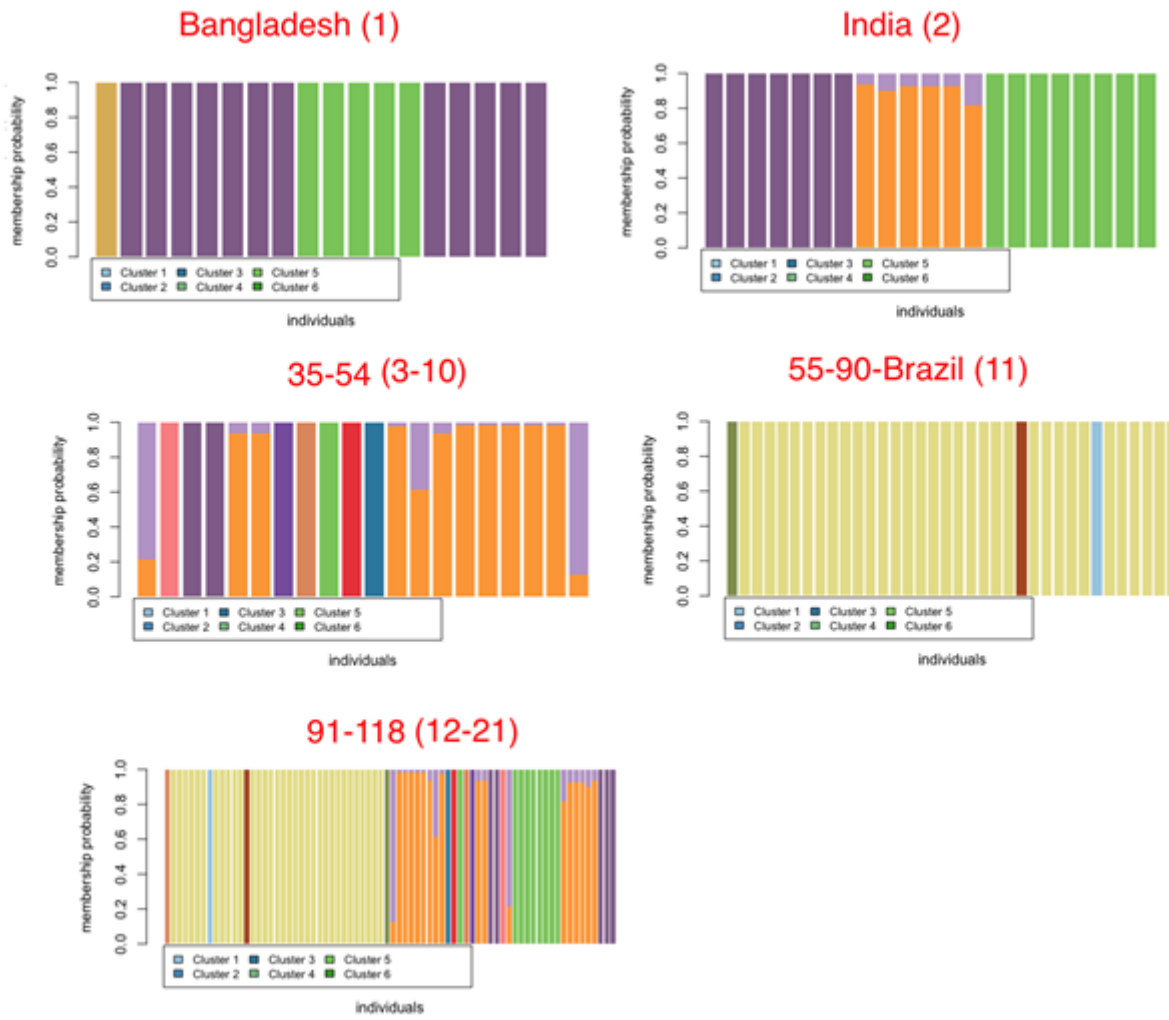 Bangladesh (1)
membership probability
0.0 0.2 0.4 0.6 0.8 1.0
Cluster 1 Cluster 3 Cluster 5
Cluster 2 Cluster 4 Cluster 6
individuals
India (2)
membership probability
0.0 0.2 0.4 0.6 0.8 1.0
Cluster 1 Cluster 3 Cluster 5
Cluster 2 Cluster 4 Cluster 6
individuals
35-54 (3-10)
membership probability
0.0 0.2 0.4 0.6 0.8 1.0
Cluster 1 Cluster 3 Cluster 5
Cluster 2 Cluster 4 Cluster 6
individuals
55-90-Brazil (11)
membership probability
0.0 0.2 0.4 0.6 0.8 1.0
Cluster 1 Cluster 3 Cluster 5
Cluster 2 Cluster 4 Cluster 6
individuals
91-118 (12-21)
membership probability
0.0 0.2 0.4 0.6 0.8 1.0
Cluster 1 Cluster 3 Cluster 5
Cluster 2 Cluster 4 Cluster 6
individuals